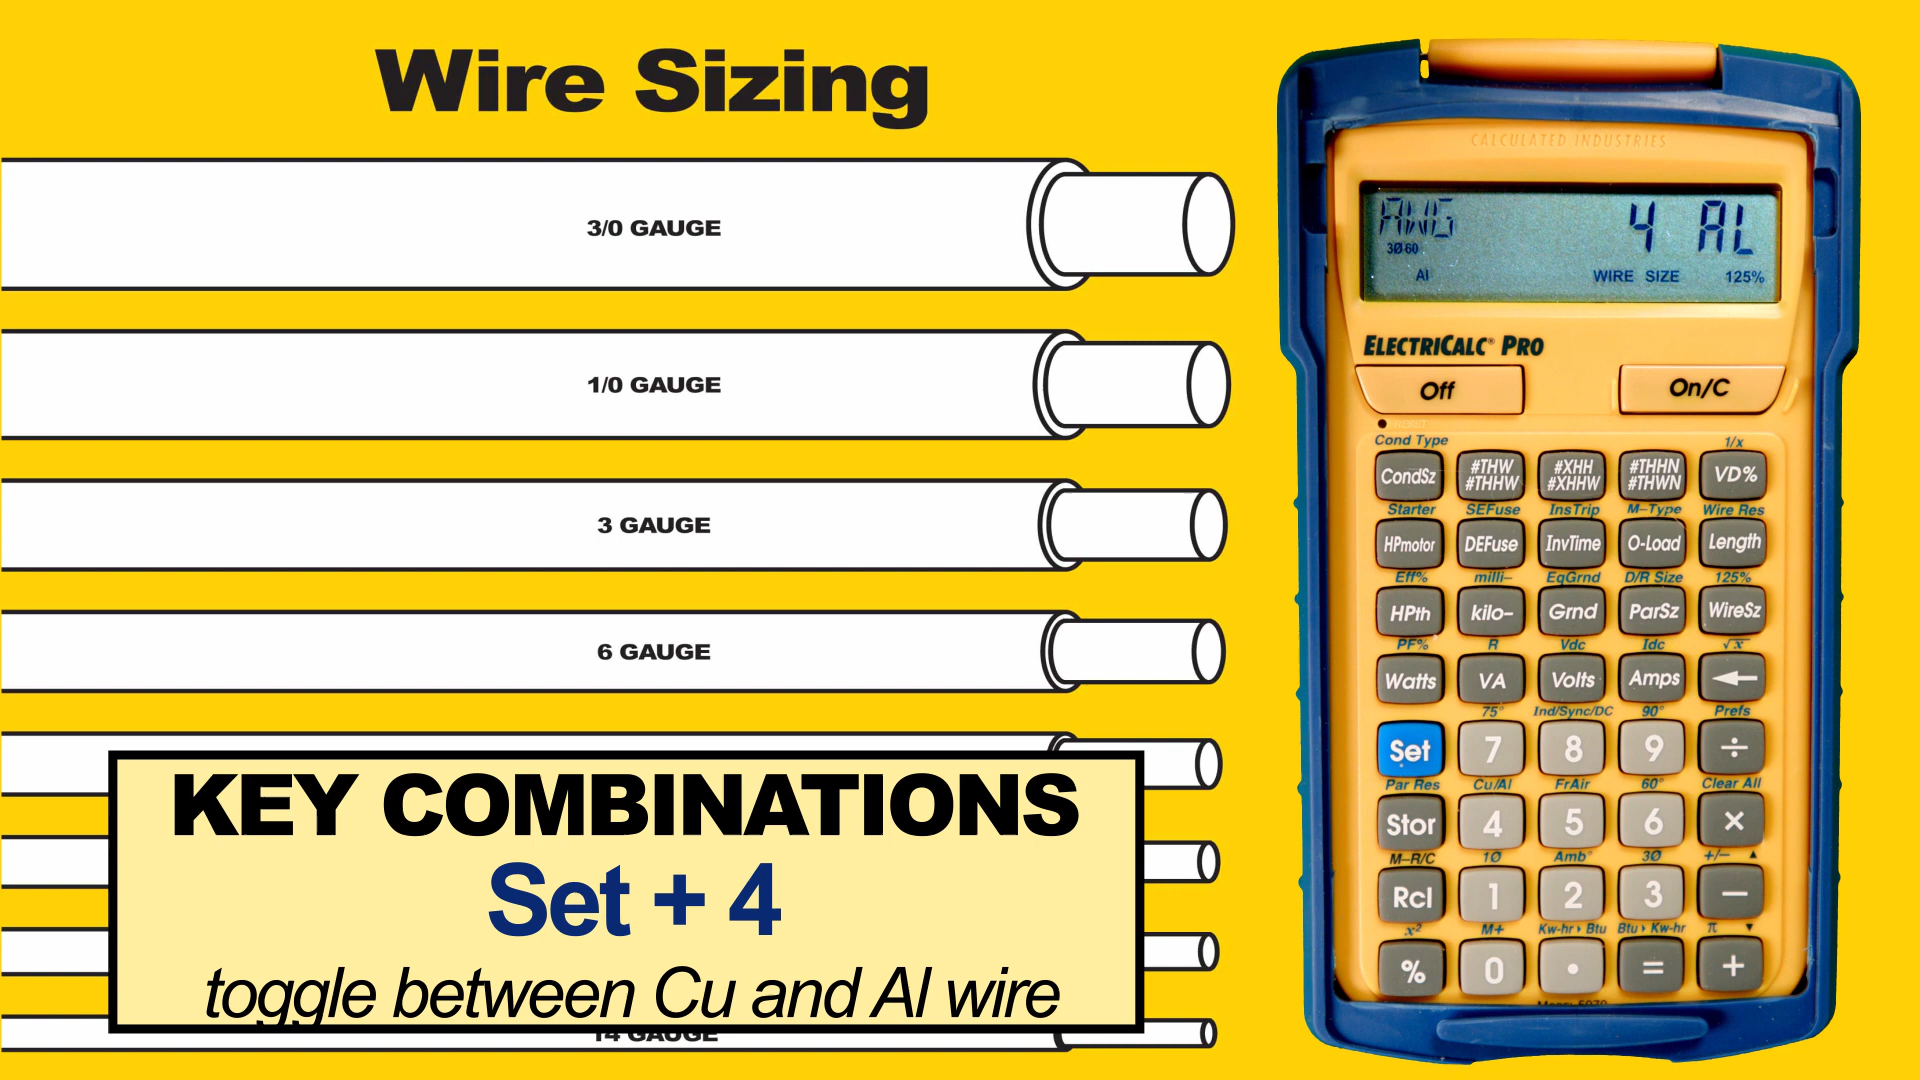 Wire Sizing
3/0 GAUGE
1/0 GAUGE
3 GAUGE
6 GAUGE
14 GAUGE
KEY COMBINATIONS
Set + 4
toggle between Cu and Al wire
CALCULATED INDUSTRIES
AWG 4 AL
3Ø 60
Al WIRE SIZE 125%
ELECTRICALC® PRO
Off On/C
Cond Type 1/x
CondSz #THW #THHW #XHH #XHHW #THHN #THWN VD%
Starter SEFuse InsTrip M-Type Wire Res
HPmotor DEFuse InvTime O-Load Length
Eff% milli- EqGrnd D/R Size 125%
HPth kilo- Grnd ParSz WireSz
PF% R Vdc Idc √x
Watts VA Volts Amps ←
75° Ind/Sync/DC 90° Prefs
Set 7 8 9 ÷
Par Res Cu/Al FrAir 60° Clear All
Stor 4 5 6 ×
M-R/C 1Ø Amb° 3Ø +/− ▲
Rcl 1 2 3 −
x² M+ Kw-hr ▸ Btu Btu ▸ Kw-hr π ▼
% 0 • = +